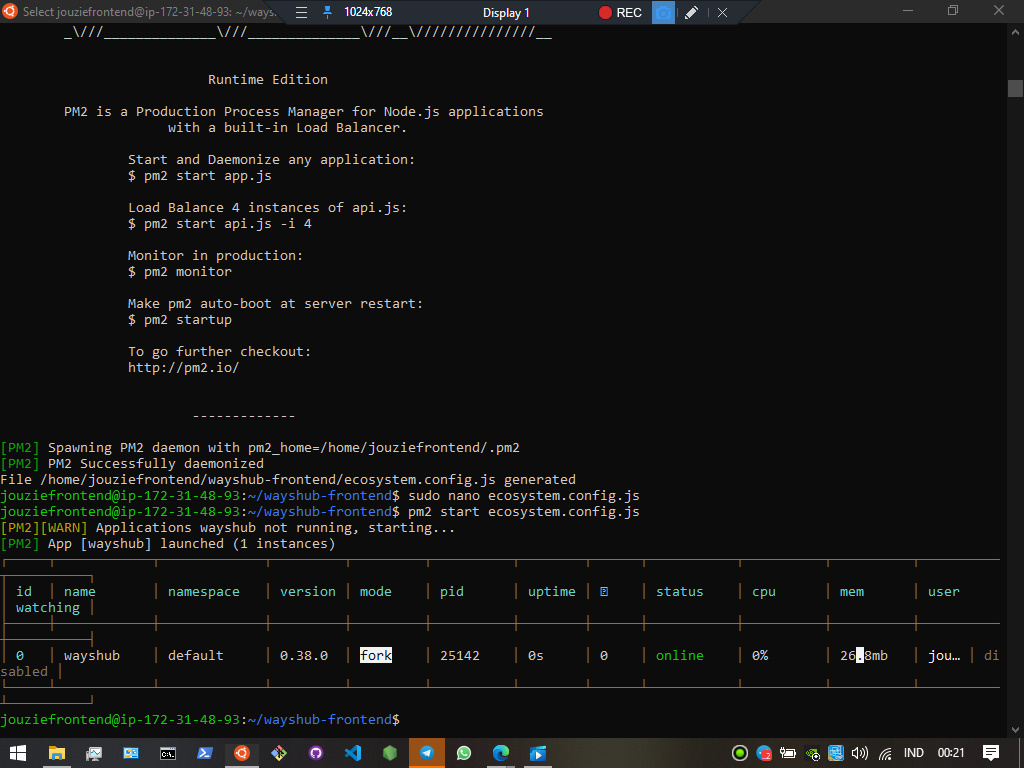 Select jouziefrontend@ip-172-31-48-93: ~/ways.
1024x768
Display 1
REC
_\///______________\///______________\///__\///////////////__
Runtime Edition
PM2 is a Production Process Manager for Node.js applications
with a built-in Load Balancer.
Start and Daemonize any application:
$ pm2 start app.js
Load Balance 4 instances of api.js:
$ pm2 start api.js -i 4
Monitor in production:
$ pm2 monitor
Make pm2 auto-boot at server restart:
$ pm2 startup
To go further checkout:
http://pm2.io/
-------------
[PM2] Spawning PM2 daemon with pm2_home=/home/jouziefrontend/.pm2
[PM2] PM2 Successfully daemonized
File /home/jouziefrontend/wayshub-frontend/ecosystem.config.js generated
jouziefrontend@ip-172-31-48-93:~/wayshub-frontend$ sudo nano ecosystem.config.js
jouziefrontend@ip-172-31-48-93:~/wayshub-frontend$ pm2 start ecosystem.config.js
[PM2][WARN] Applications wayshub not running, starting...
[PM2] App [wayshub] launched (1 instances)
│ id │ name │ namespace │ version │ mode │ pid │ uptime │ │ status │ cpu │ mem │ user
│ watching │
│ 0 │ wayshub │ default │ 0.38.0 │ fork │ 25142 │ 0s │ 0 │ online │ 0% │ 26.8mb │ jou… │ di
sabled │
jouziefrontend@ip-172-31-48-93:~/wayshub-frontend$
IND
00:21